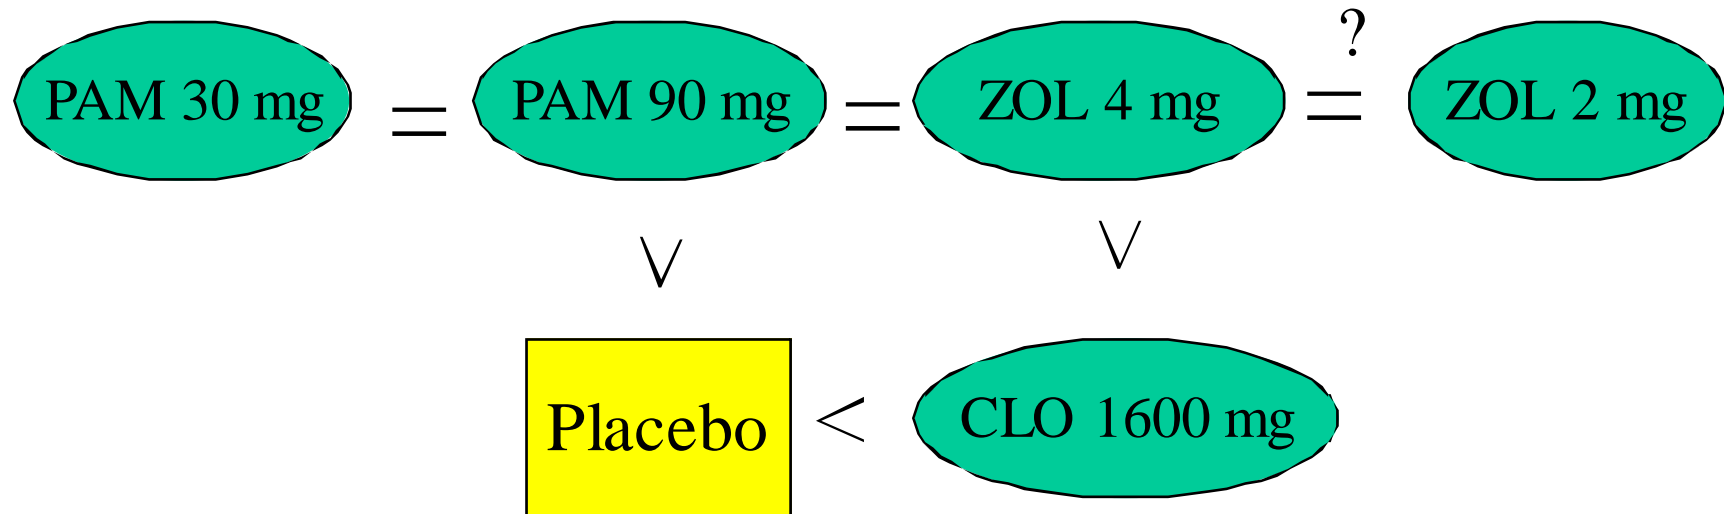 ?
PAM 30 mg = PAM 90 mg = ZOL 4 mg = ZOL 2 mg
∨ ∨
Placebo < CLO 1600 mg